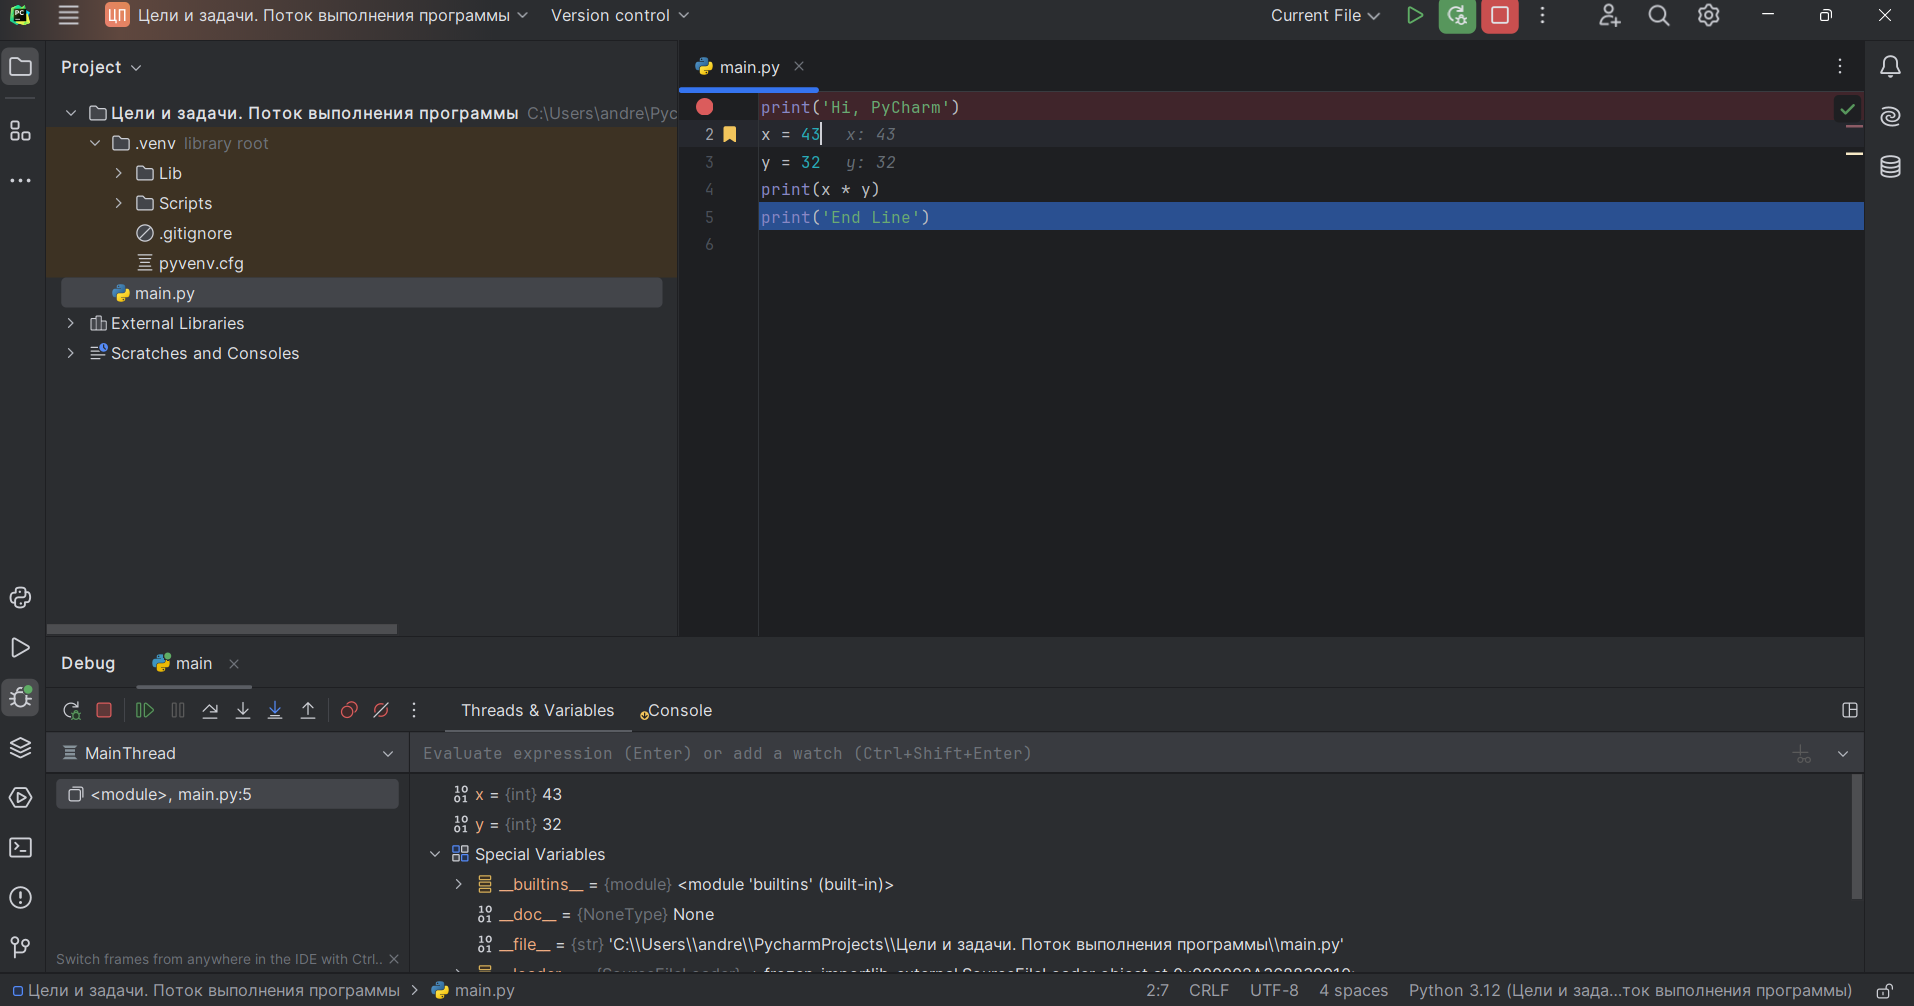 ЦП Цели и задачи. Поток выполнения программы Version control Current File
Project
main.py
Цели и задачи. Поток выполнения программы C:\Users\andre\Pyc
.venv library root
Lib
Scripts
.gitignore
pyvenv.cfg
main.py
External Libraries
Scratches and Consoles
print('Hi, PyCharm')
2 x = 43 x: 43
3 y = 32 y: 32
4 print(x * y)
5 print('End Line')
6
Debug main
Threads & Variables Console
MainThread
Evaluate expression (Enter) or add a watch (Ctrl+Shift+Enter)
<module>, main.py:5
x = {int} 43
y = {int} 32
Special Variables
__builtins__ = {module} <module 'builtins' (built-in)>
__doc__ = {NoneType} None
__file__ = {str} 'C:\\Users\\andre\\PycharmProjects\\Цели и задачи. Поток выполнения программы\\main.py'
Switch frames from anywhere in the IDE with Ctrl..
Цели и задачи. Поток выполнения программы > main.py
2:7 CRLF UTF-8 4 spaces Python 3.12 (Цели и зада...ток выполнения программы)